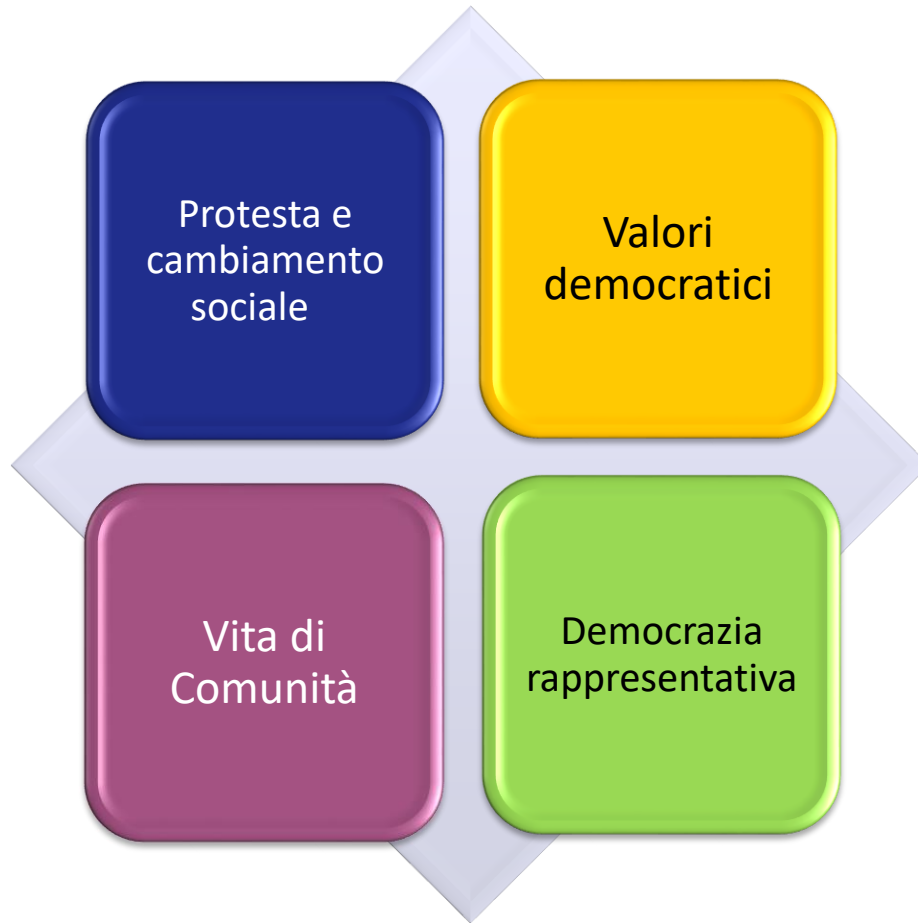 Protesta e
cambiamento
sociale
Valori
democratici
Vita di
Comunità
Democrazia
rappresentativa